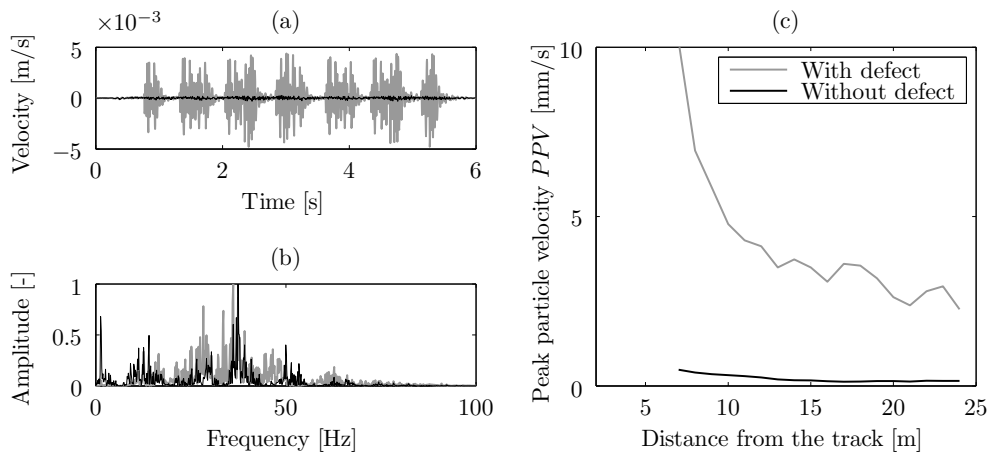 (a)
×10−3
Velocity [m/s]
5
0
−5
0 2 4 6
Time [s]
(b)
Amplitude [-]
1
0.5
0
0 50 100
Frequency [Hz]
(c)
Peak particle velocity PPV [mm/s]
10
5
0
With defect
Without defect
5 10 15 20 25
Distance from the track [m]